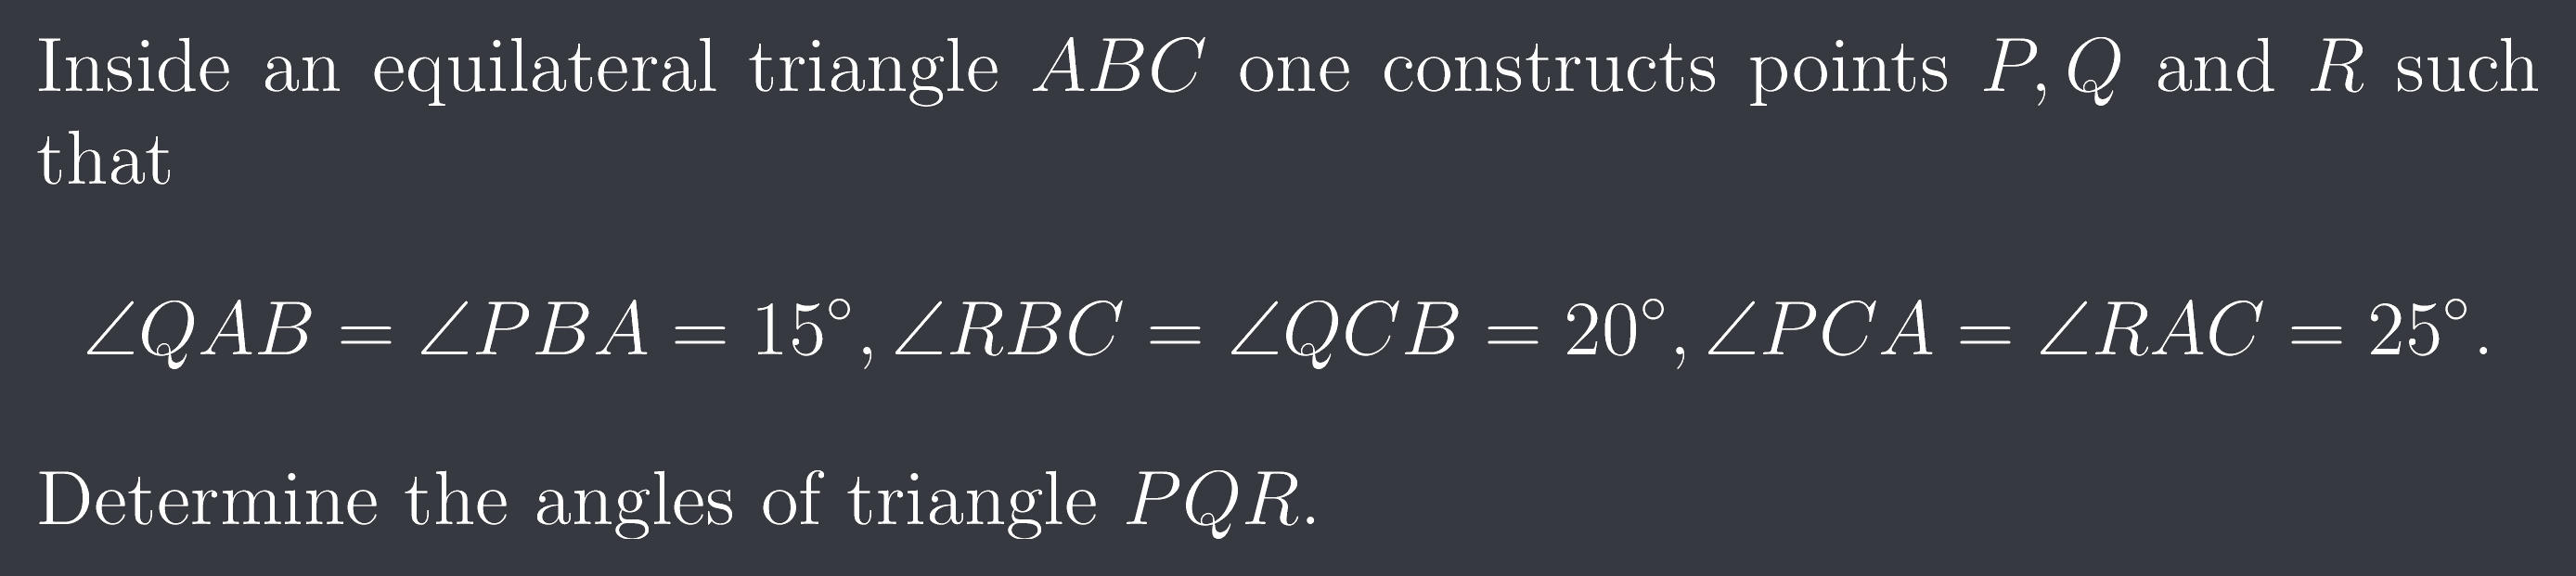 Inside an equilateral triangle ABC one constructs points P, Q and R such
that
∠QAB = ∠PBA = 15°, ∠RBC = ∠QCB = 20°, ∠PCA = ∠RAC = 25°.
Determine the angles of triangle PQR.